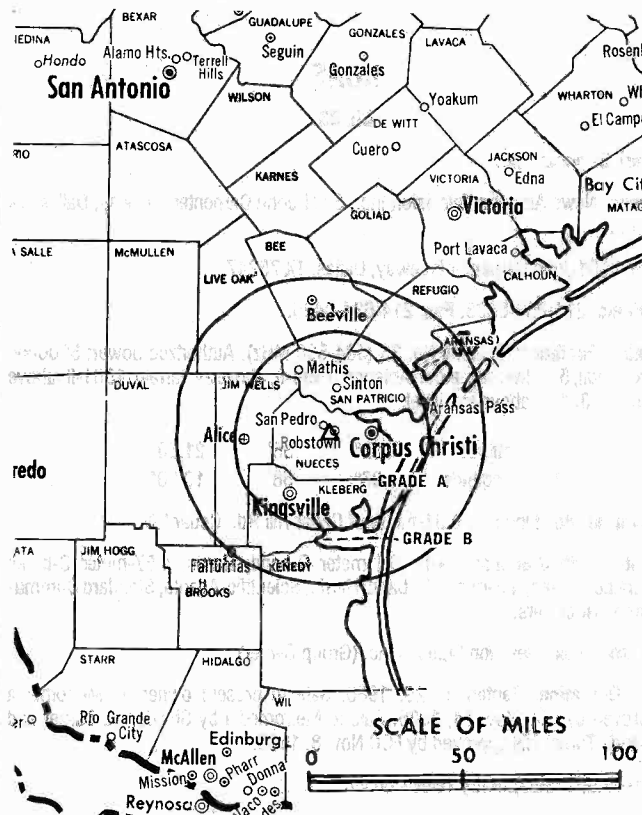 BEXAR
GUADALUPE
GONZALES
LAVACA
Hondo
Alamo Hts.
Terrell
Hills
Seguin
Gonzales
San Antonio
WILSON
Yoakum
WHARTON
El Campo
DE WITT
Cuero
ATASCOSA
KARNES
JACKSON
Edna
VICTORIA
Victoria
Bay City
GOLIAD
BEE
Port Lavaca
CALHOUN
McMULLEN
LIVE OAK
REFUGIO
Beeville
ARANSAS
Mathis
Sinton
SAN PATRICIO
DUVAL
JIM WELLS
Aransas Pass
San Pedro
Alice
Robstown
Corpus Christi
NUECES
GRADE A
KLEBERG
Kingsville
GRADE B
JIM HOGG
Falfurrias
KENEDY
BROOKS
STARR
HIDALGO
Rio Grande
City
SCALE OF MILES
Edinburg
McAllen
Mission
Pharr
Donna
Reynosa
0
50
100